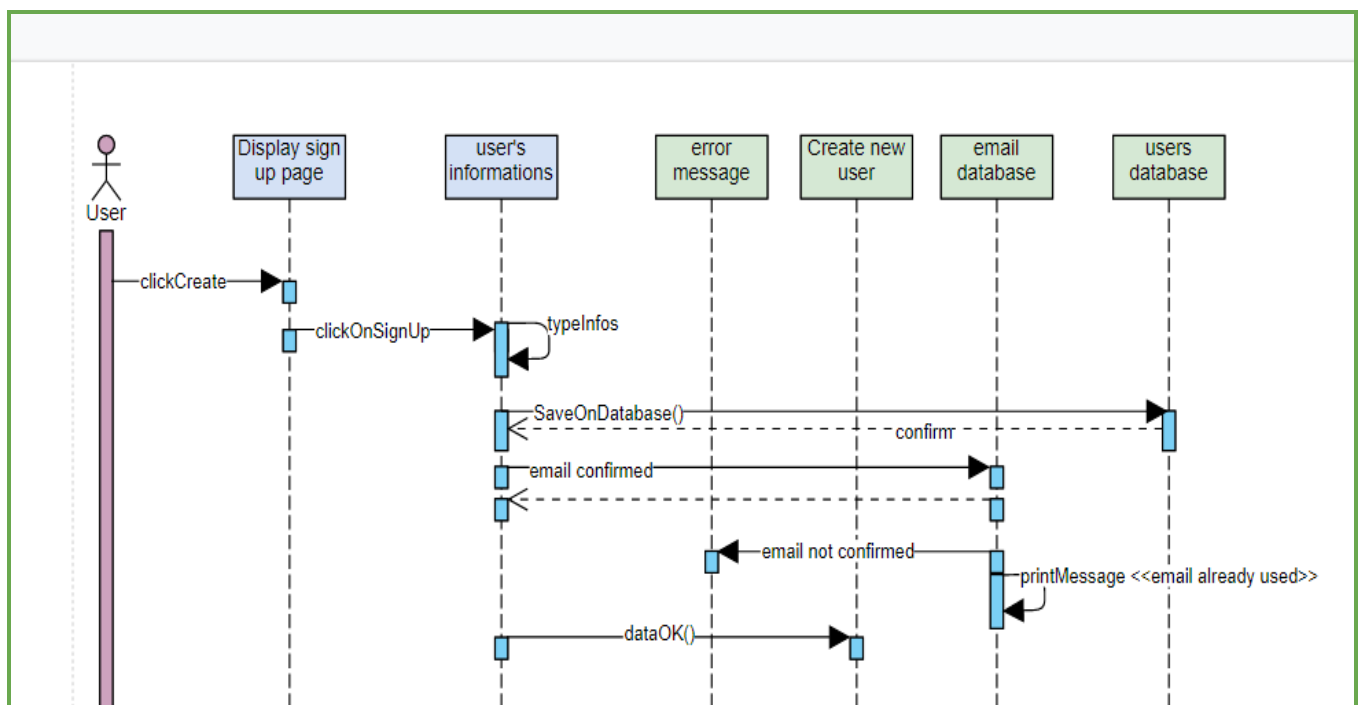 Display sign
up page
user's
informations
error
message
Create new
user
email
database
users
database
User
clickCreate
clickOnSignUp
typeInfos
SaveOnDatabase()
confirm
email confirmed
email not confirmed
printMessage <<email already used>>
dataOK()